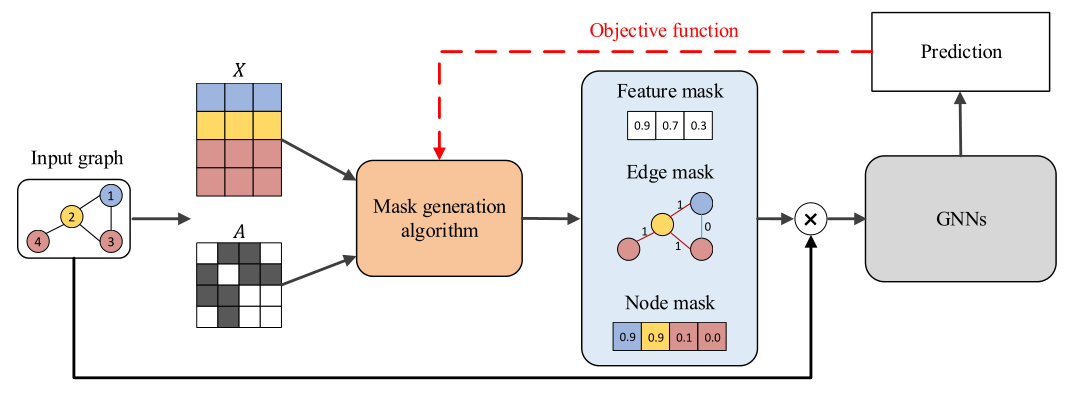 Objective function
Prediction
X
Feature mask
0.9 0.7 0.3
Input graph
1
2
4
3
Mask generation
algorithm
Edge mask
1
0
1
1
×
GNNs
A
Node mask
0.9 0.9 0.1 0.0